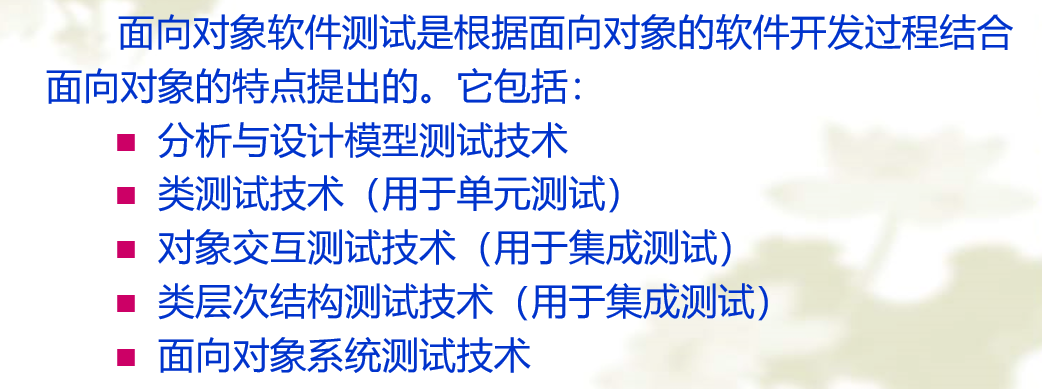 面向对象软件测试是根据面向对象的软件开发过程结合
面向对象的特点提出的。它包括：
■ 分析与设计模型测试技术
■ 类测试技术（用于单元测试）
■ 对象交互测试技术（用于集成测试）
■ 类层次结构测试技术（用于集成测试）
■ 面向对象系统测试技术